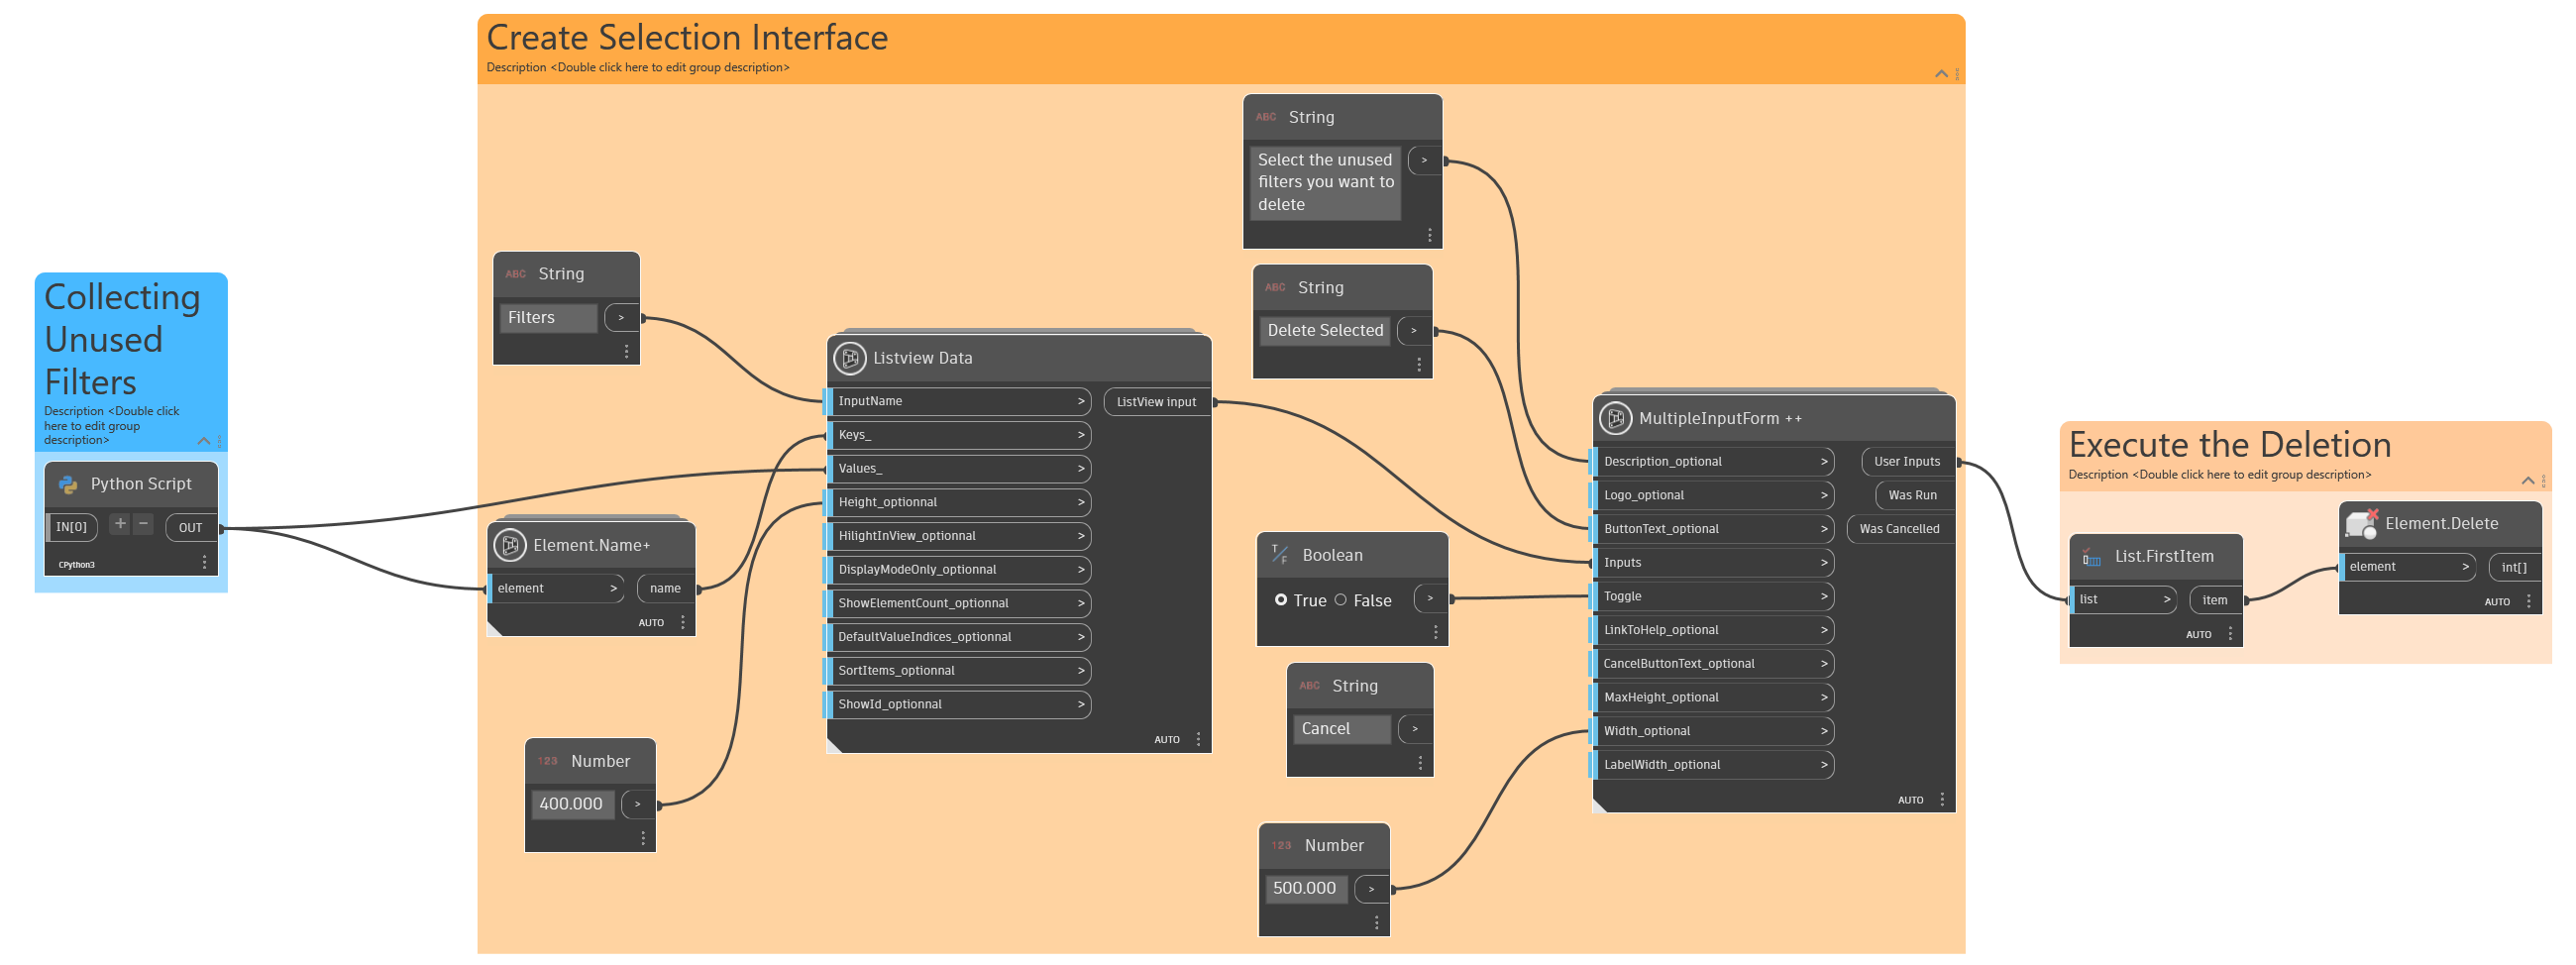 Collecting
Unused
Filters
Description <Double click
here to edit group
description>
Python Script
IN[0]
+
-
OUT
CPython3
Create Selection Interface
Description <Double click here to edit group description>
ABC String
Filters
>
Element.Name+
element >
name
AUTO
123 Number
400.000
>
Listview Data
InputName >
ListView input
Keys_ >
Values_ >
Height_optionnal >
HilightInView_optionnal >
DisplayModeOnly_optionnal >
ShowElementCount_optionnal >
DefaultValueIndices_optionnal >
SortItems_optionnal >
ShowId_optionnal >
AUTO
ABC String
Select the unused
filters you want to
delete
>
ABC String
Delete Selected
>
T/F Boolean
True False
>
ABC String
Cancel
>
123 Number
500.000
>
MultipleInputForm ++
Description_optional >
User Inputs
Logo_optional >
Was Run
ButtonText_optional >
Was Cancelled
Inputs >
Toggle >
LinkToHelp_optional >
CancelButtonText_optional >
MaxHeight_optional >
Width_optional >
LabelWidth_optional >
AUTO
Execute the Deletion
Description <Double click here to edit group description>
List.FirstItem
list >
item
AUTO
Element.Delete
element >
int[]
AUTO